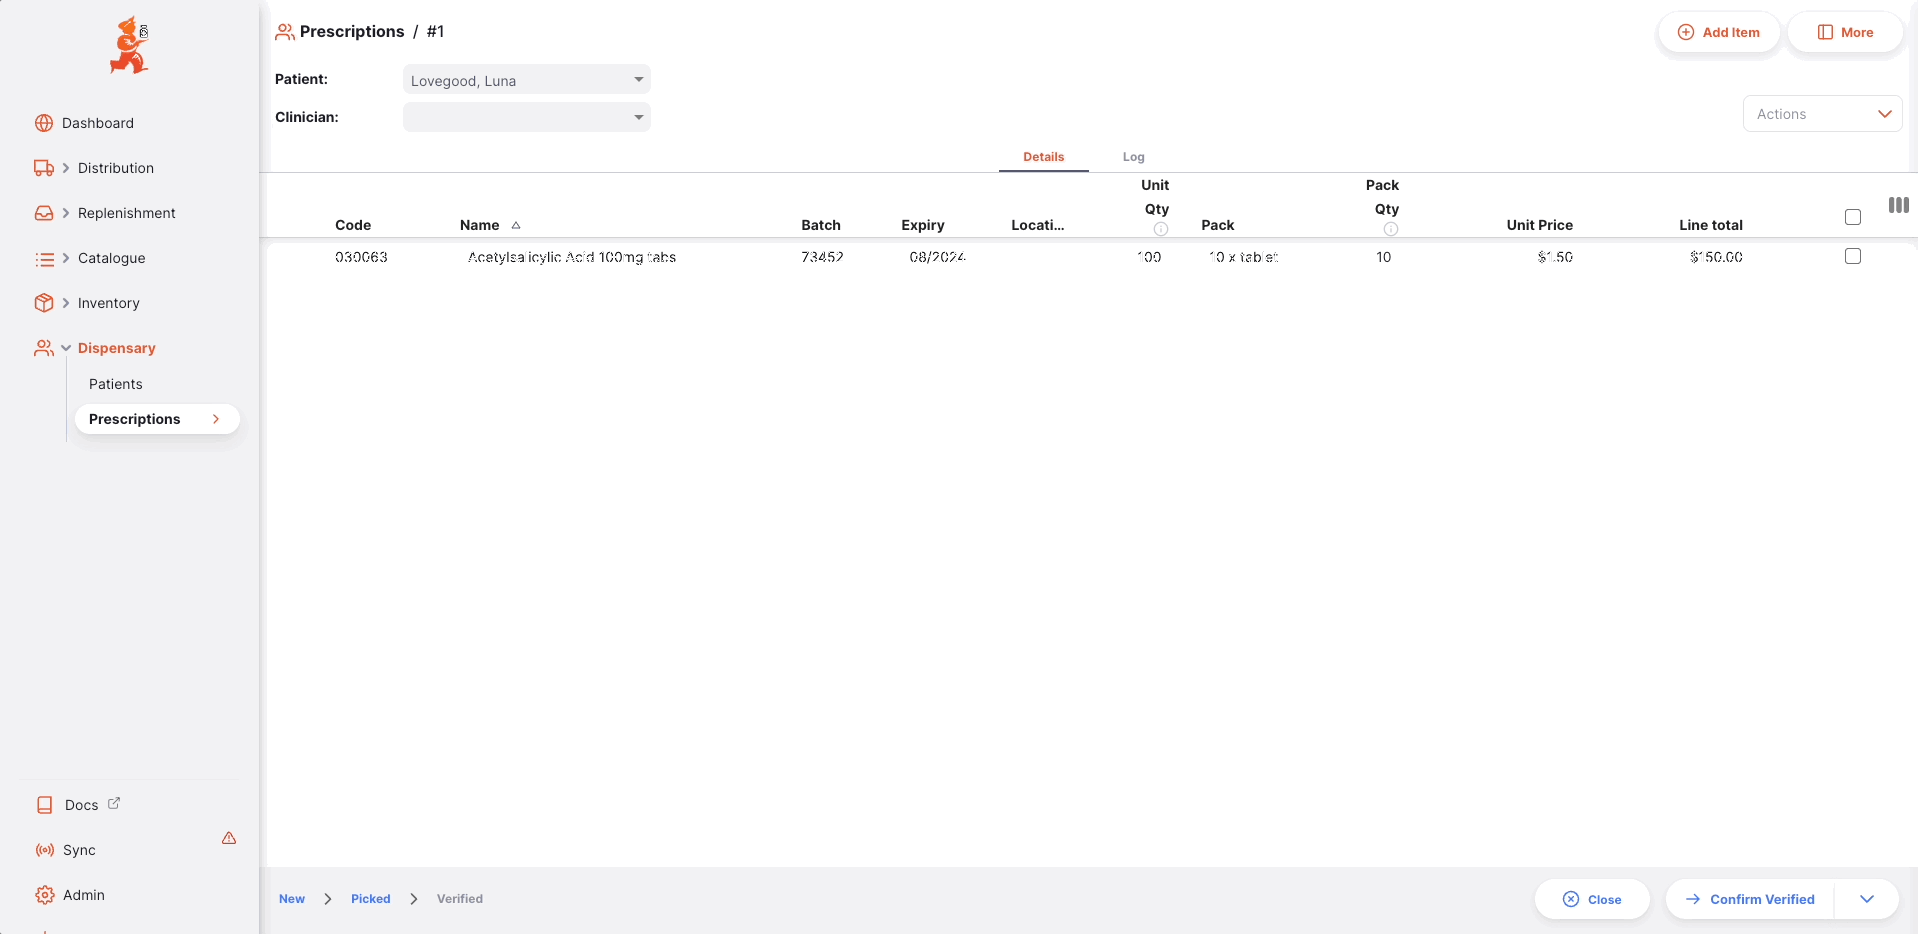 Prescriptions / #1
Add Item
More
Patient:
Lovegood, Luna
Clinician:
Actions
Dashboard
Distribution
Replenishment
Catalogue
Inventory
Dispensary
Patients
Prescriptions
Docs
Sync
Admin
Details
Log
Code
Name
Batch
Expiry
Locati...
Unit Qty
Pack
Pack Qty
Unit Price
Line total
030063
Acetylsalicylic Acid 100mg tabs
73452
08/2024
100
10 x tablet
10
$1.50
$150.00
New
Picked
Verified
Close
Confirm Verified